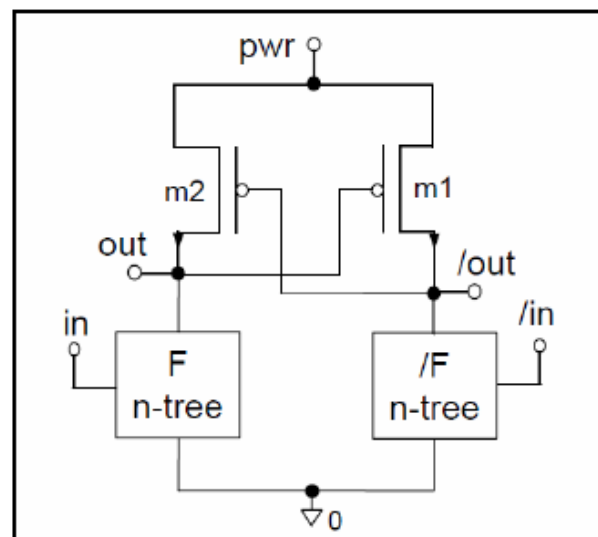 pwr
m2
m1
out
/out
in
/in
F
n-tree
/F
n-tree
0